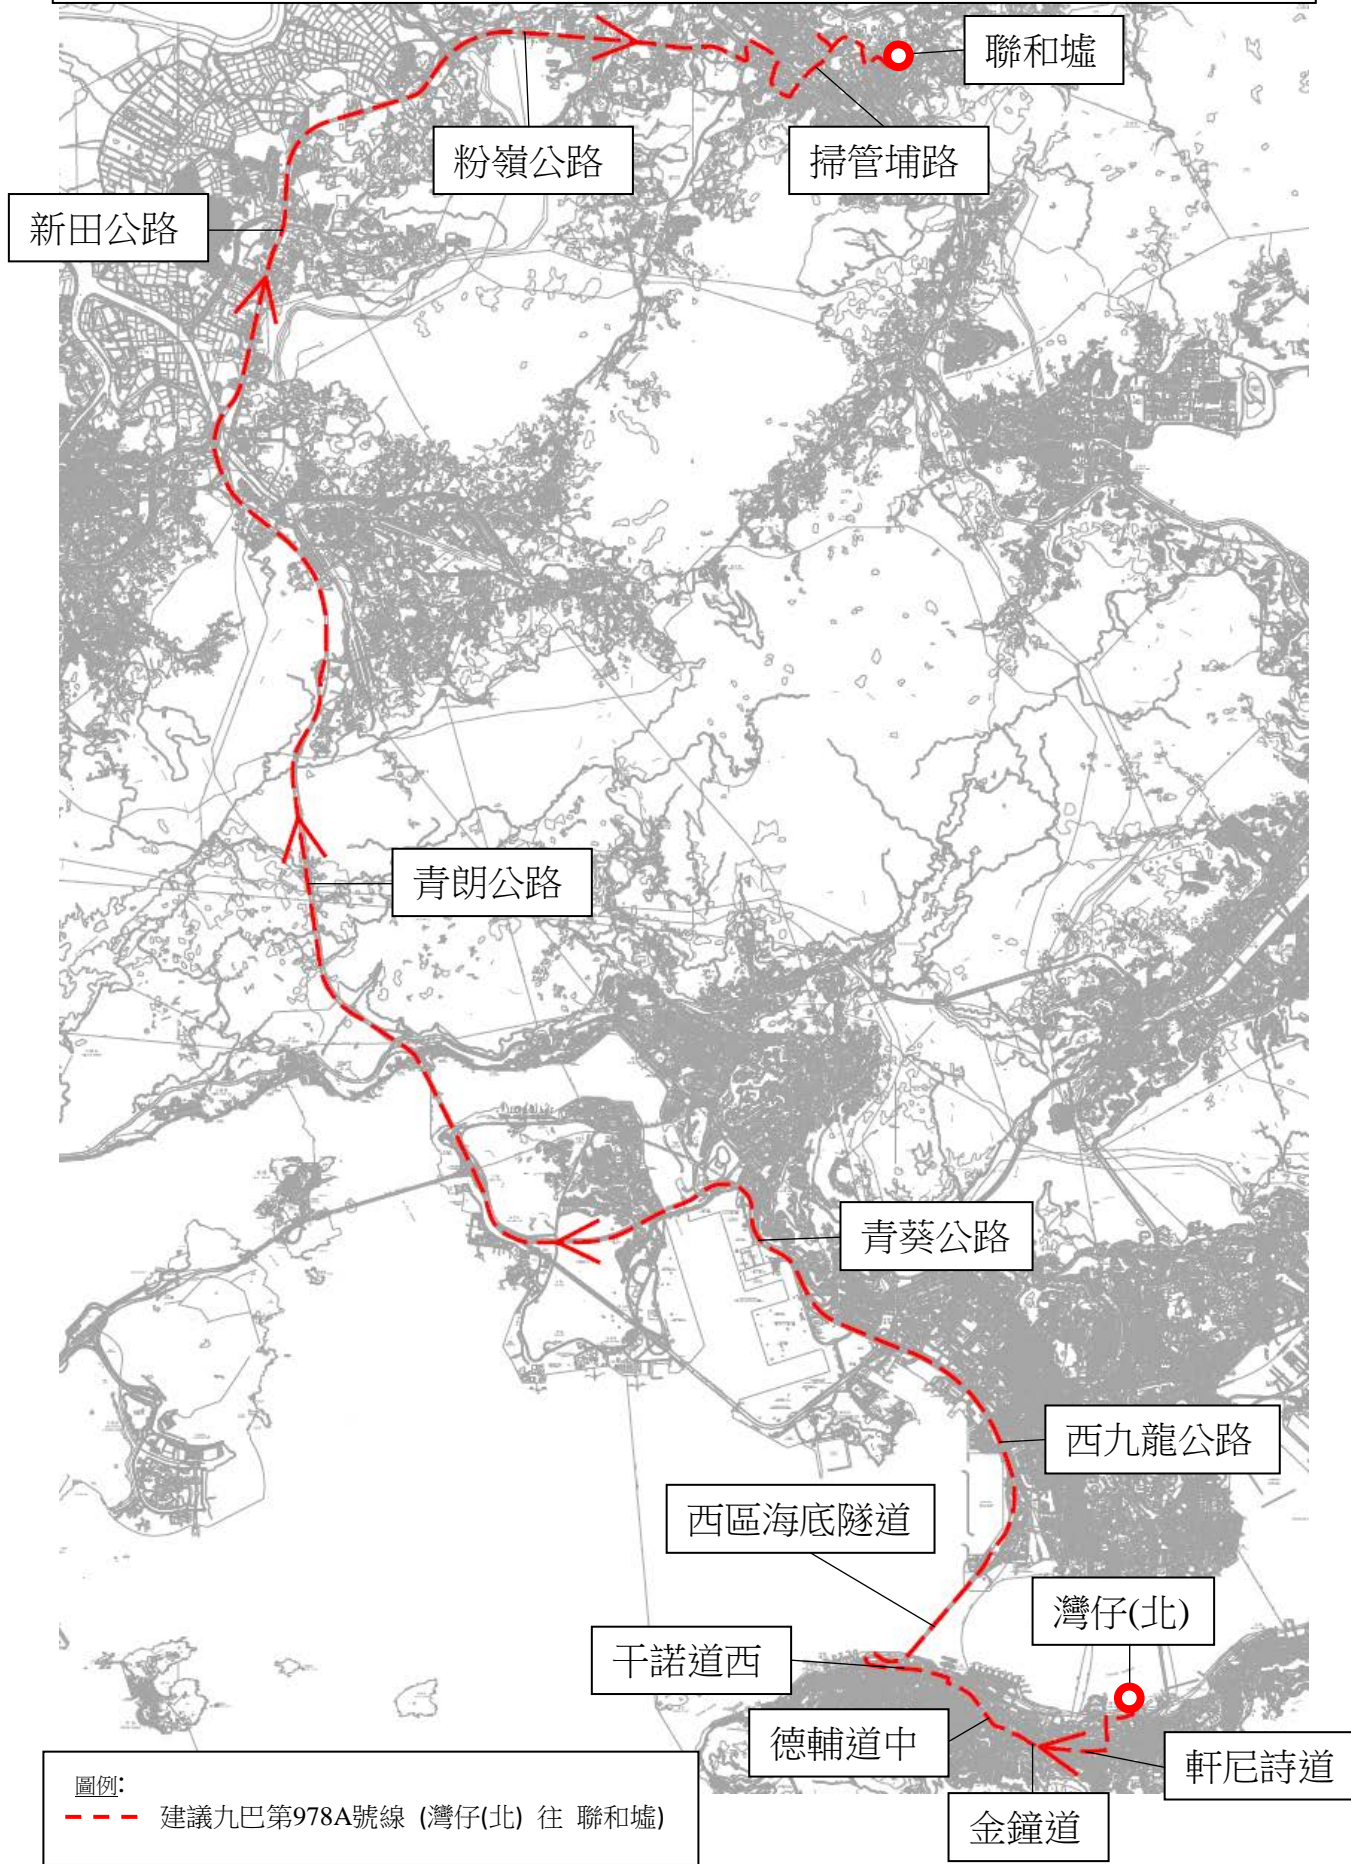 聯和墟
粉嶺公路
掃管埔路
新田公路
青朗公路
青葵公路
西九龍公路
西區海底隧道
灣仔(北)
干諾道西
德輔道中
軒尼詩道
金鐘道
圖例:
建議九巴第978A號線 (灣仔(北) 往 聯和墟)